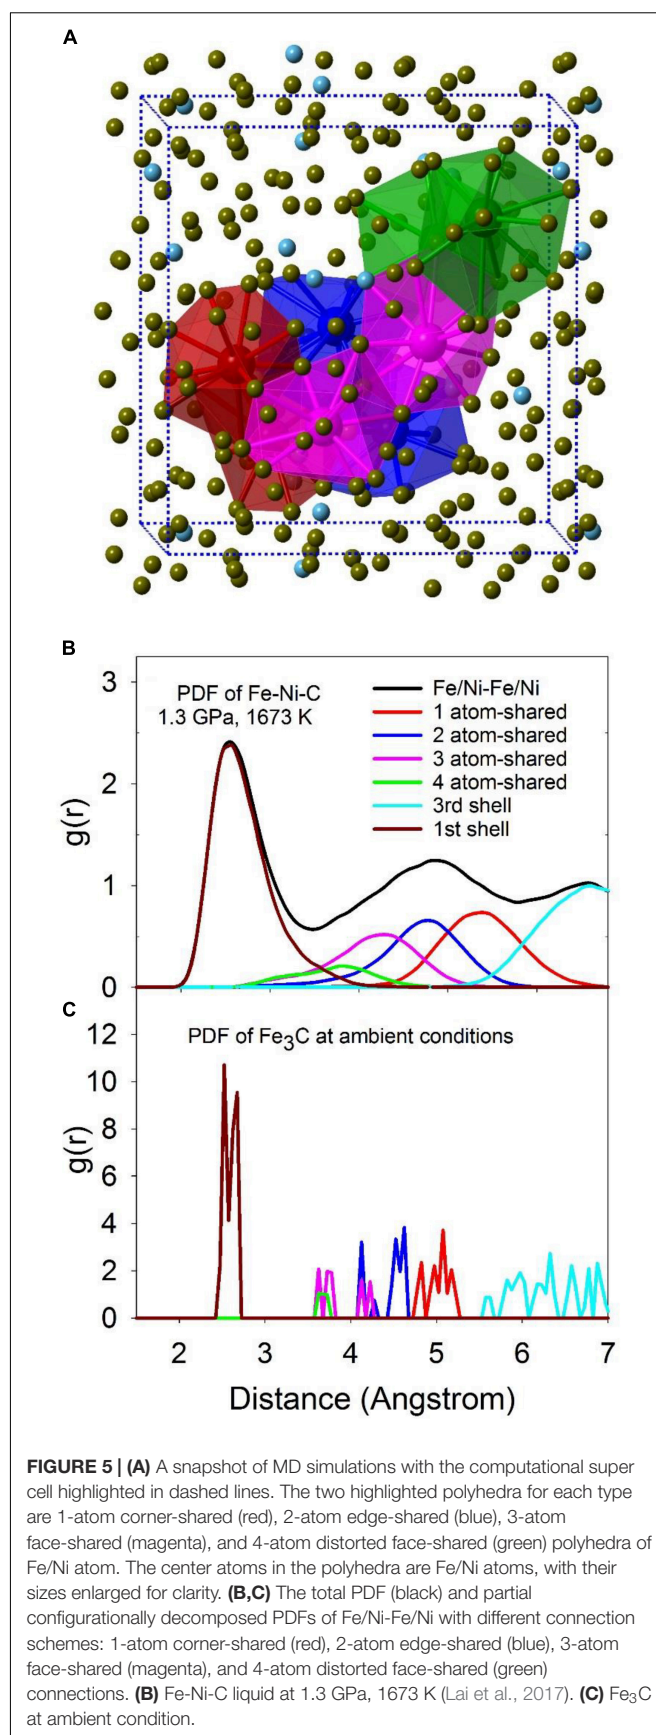 A
B
3
PDF of Fe-Ni-C
1.3 GPa, 1673 K
Fe/Ni-Fe/Ni
1 atom-shared
2 atom-shared
3 atom-shared
4 atom-shared
3rd shell
1st shell
2
g(r)
1
0
C
12
PDF of Fe3C at ambient conditions
10
8
g(r)
6
4
2
0
2 3 4 5 6 7
Distance (Angstrom)
FIGURE 5 | (A) A snapshot of MD simulations with the computational super
cell highlighted in dashed lines. The two highlighted polyhedra for each type
are 1-atom corner-shared (red), 2-atom edge-shared (blue), 3-atom
face-shared (magenta), and 4-atom distorted face-shared (green) polyhedra of
Fe/Ni atom. The center atoms in the polyhedra are Fe/Ni atoms, with their
sizes enlarged for clarity. (B,C) The total PDF (black) and partial
configurationally decomposed PDFs of Fe/Ni-Fe/Ni with different connection
schemes: 1-atom corner-shared (red), 2-atom edge-shared (blue), 3-atom
face-shared (magenta), and 4-atom distorted face-shared (green)
connections. (B) Fe-Ni-C liquid at 1.3 GPa, 1673 K (Lai et al., 2017). (C) Fe3C
at ambient condition.